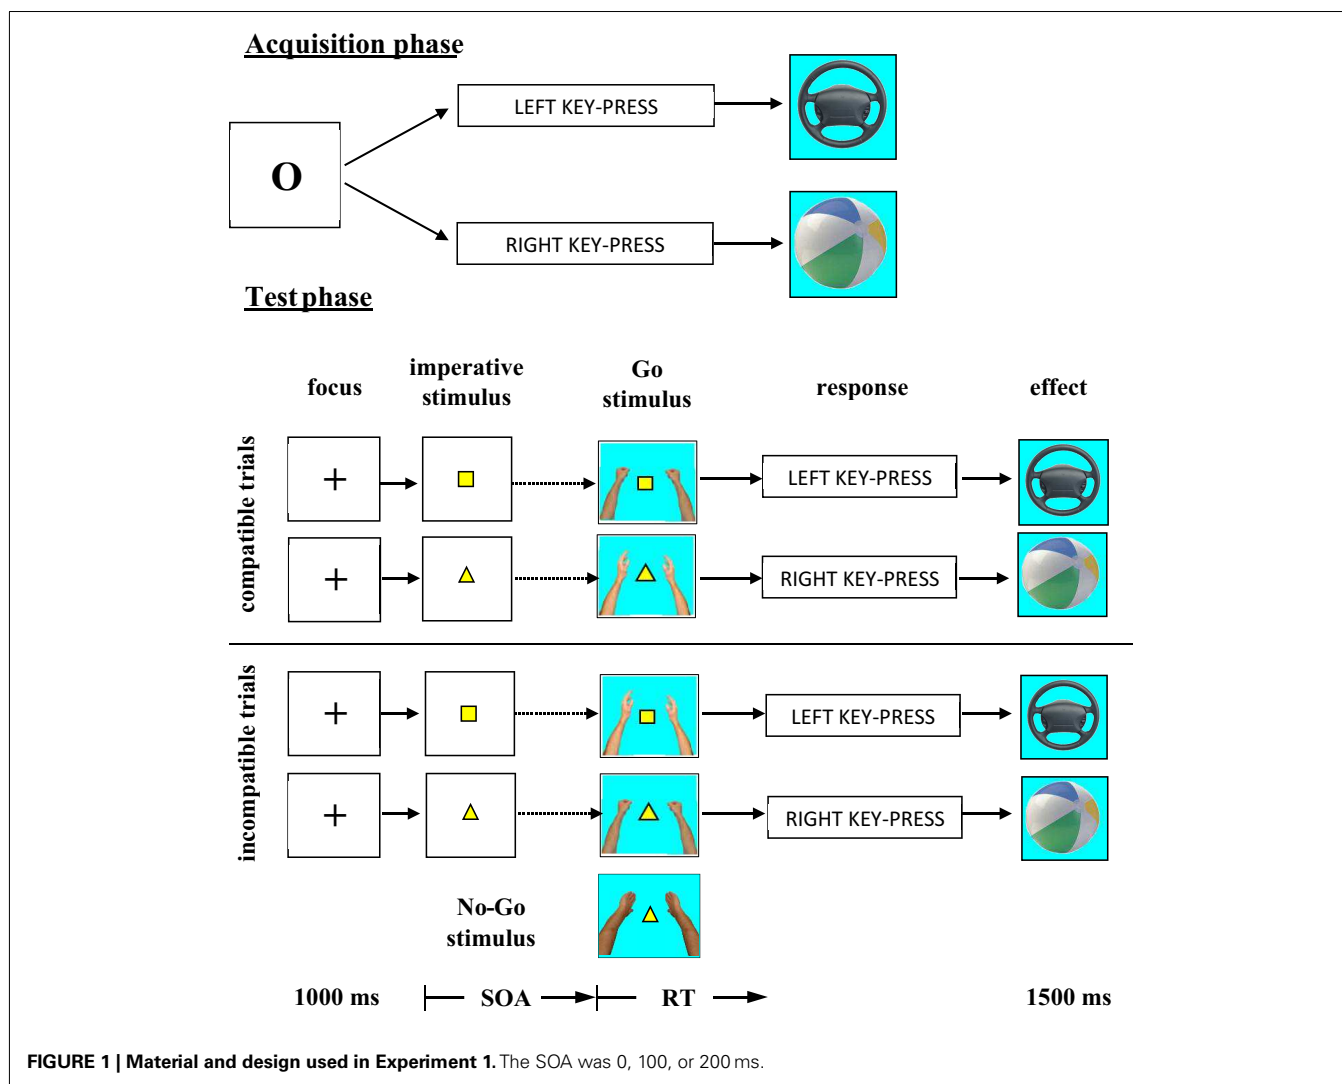 Acquisition phase
LEFT KEY-PRESS
O
RIGHT KEY-PRESS
Test phase
focus
imperative
stimulus
Go
stimulus
response
effect
compatible trials
+
LEFT KEY-PRESS
+
RIGHT KEY-PRESS
incompatible trials
+
LEFT KEY-PRESS
+
RIGHT KEY-PRESS
No-Go
stimulus
1000 ms
SOA
RT
1500 ms
FIGURE 1 | Material and design used in Experiment 1. The SOA was 0, 100, or 200 ms.